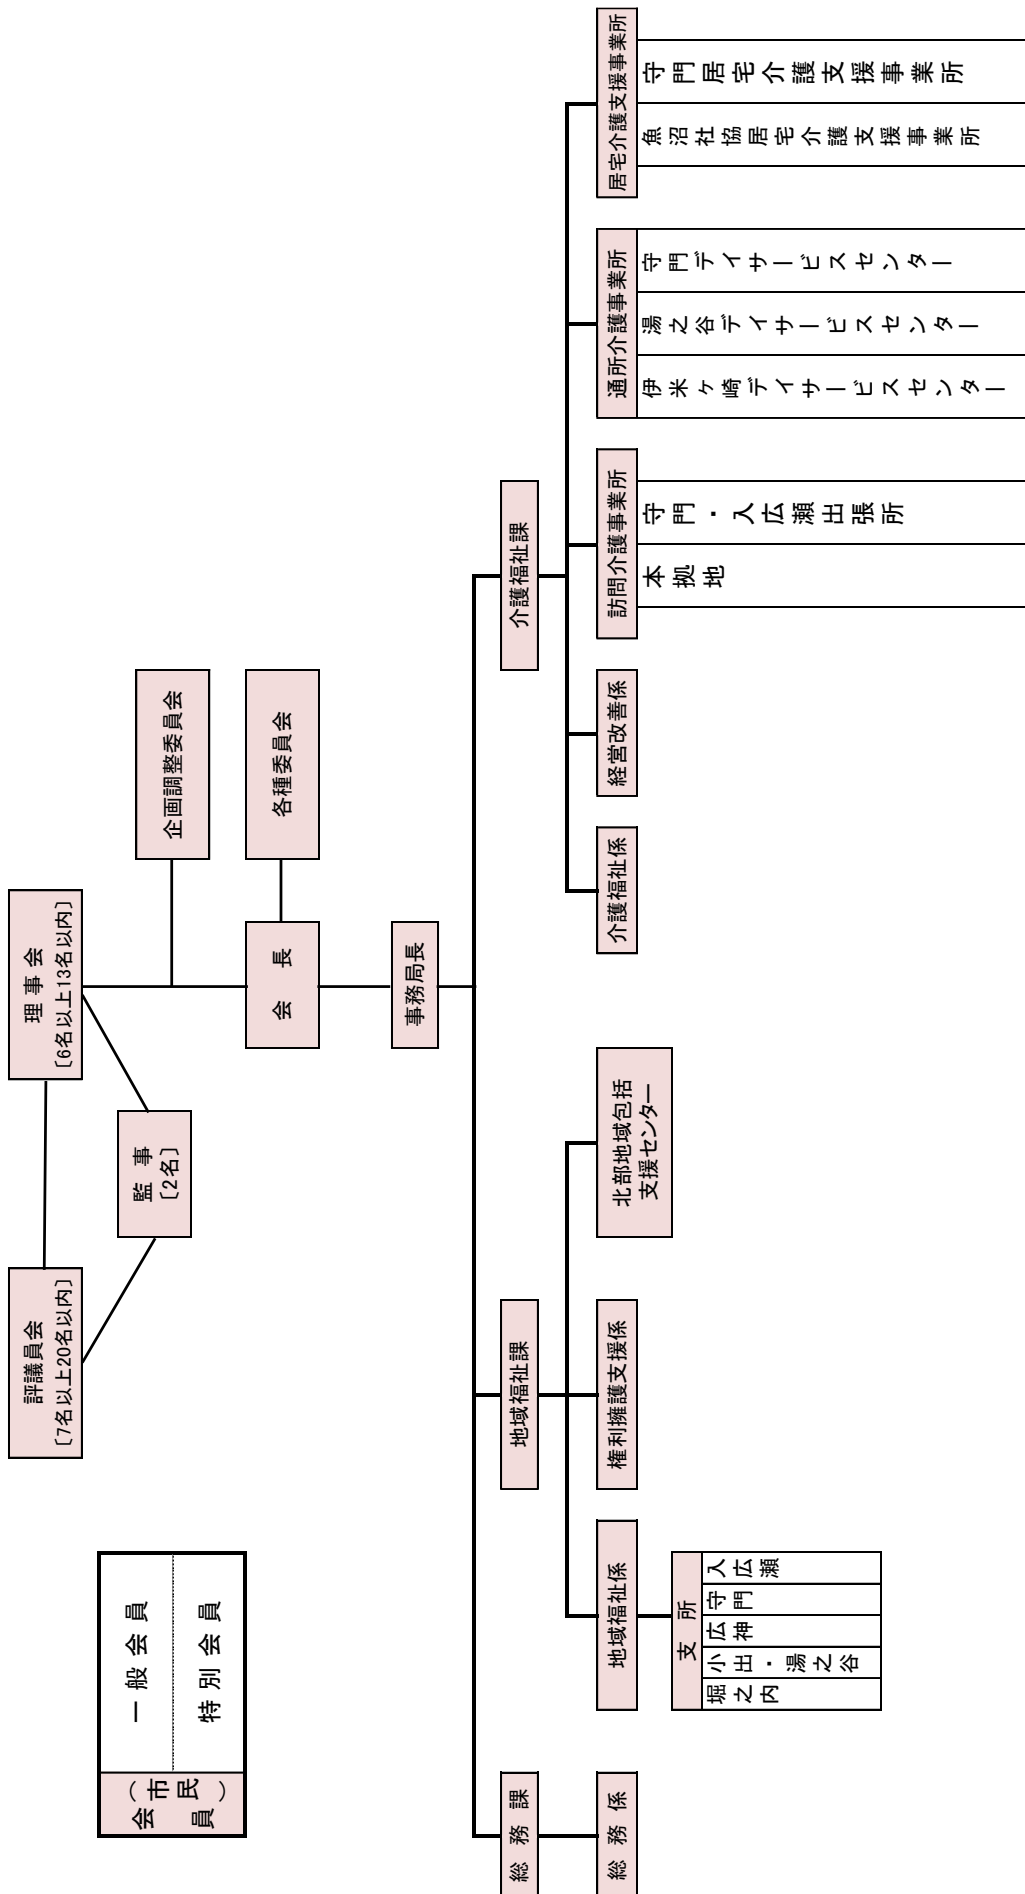 会員
（市民）
一般会員
特別会員
評議員会
〔7名以上20名以内〕
理事会
〔6名以上13名以内〕
監事
〔2名〕
企画調整委員会
会長
各種委員会
事務局長
総務課
地域福祉課
介護福祉課
総務係
地域福祉係
権利擁護支援係
北部地域包括
支援センター
介護福祉係
経営改善係
訪問介護事業所
通所介護事業所
居宅介護支援事業所
支所
堀之内
小出・湯之谷
広神
守門
入広瀬
本拠地
守門・入広瀬出張所
伊米ヶ崎デイサービスセンター
湯之谷デイサービスセンター
守門デイサービスセンター
魚沼社協居宅介護支援事業所
守門居宅介護支援事業所